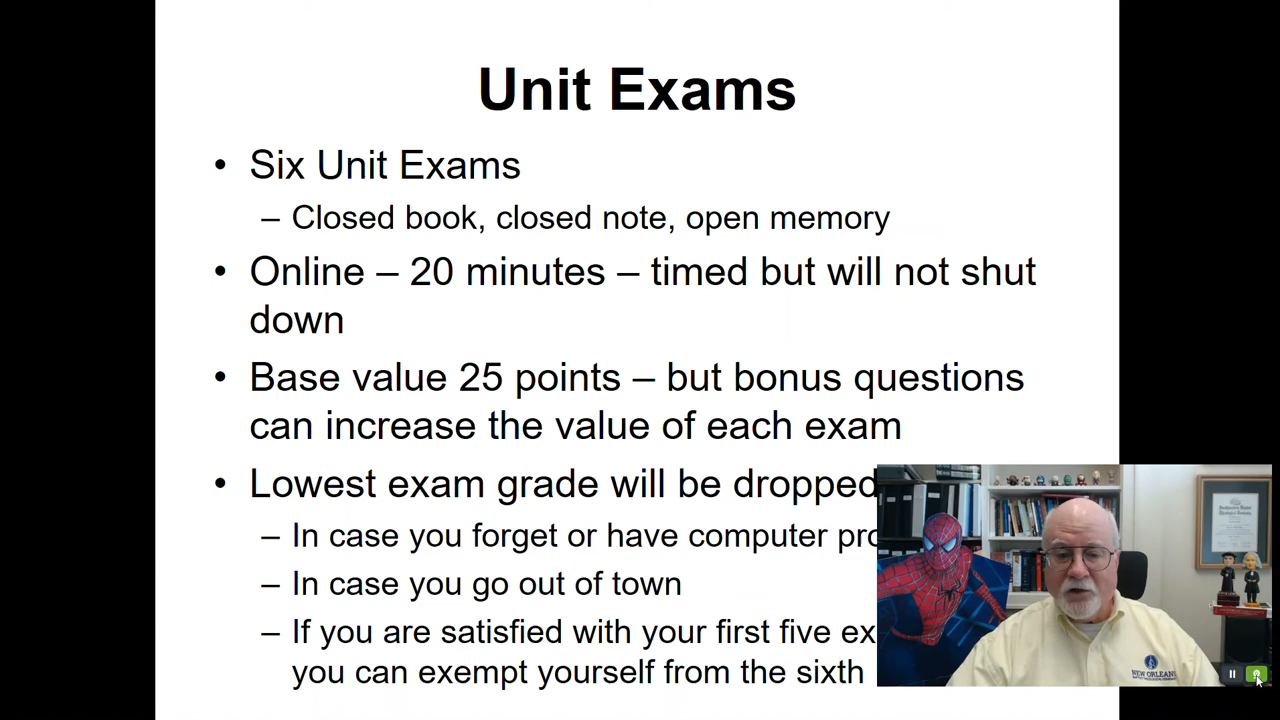 Unit Exams
• Six Unit Exams
– Closed book, closed note, open memory
• Online – 20 minutes – timed but will not shut
down
• Base value 25 points – but bonus questions
can increase the value of each exam
• Lowest exam grade will be dropped
– In case you forget or have computer pro
– In case you go out of town
– If you are satisfied with your first five ex
you can exempt yourself from the sixth
NEW ORLEANS